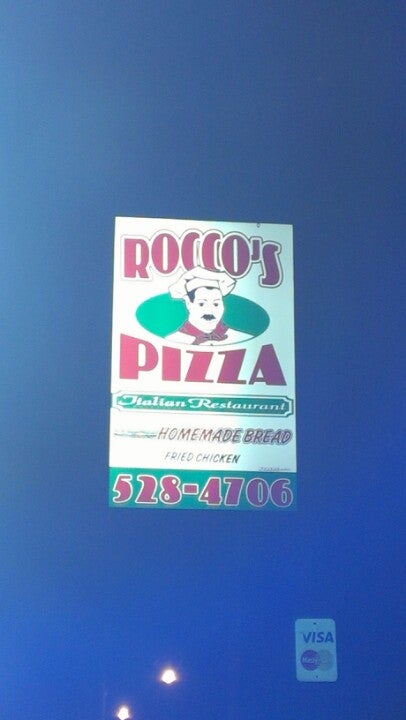 ROCCO'S
PIZZA
Italian Restaurant
HOMEMADE BREAD
FRIED CHICKEN
528-4706
VISA